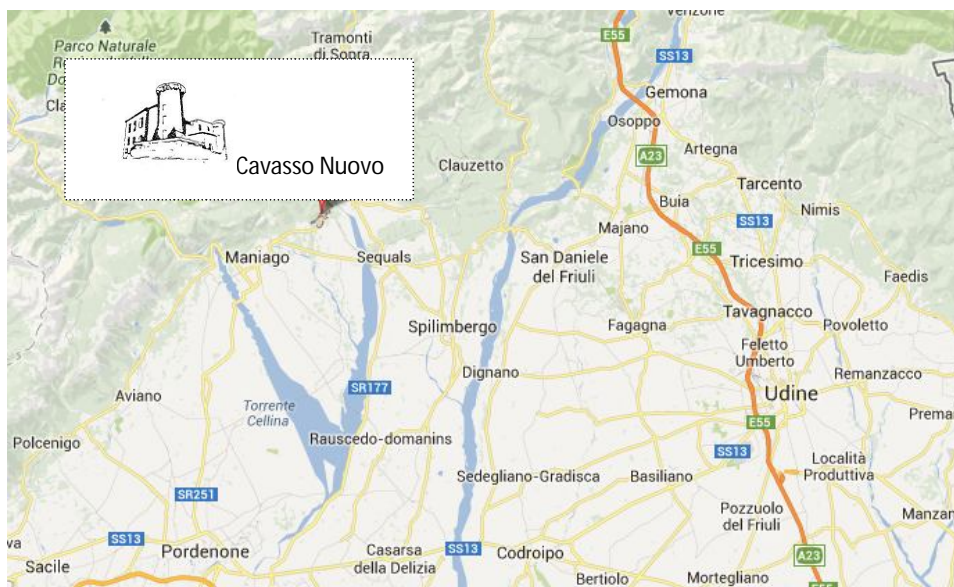 Parco Naturale
Tramonti
di Sopra
E55
Venzone
SS13
Gemona
Osoppo
Cavasso Nuovo
Clauzetto
A23
Artegna
Tarcento
Buia
SS13
Nimis
Majano
E55
Maniago
Sequals
San Daniele
del Friuli
Tricesimo
Faedis
Tavagnacco
Spilimbergo
Fagagna
Povoletto
Feletto
Umberto
Dignano
Remanzacco
SR177
Aviano
Udine
Torrente
Cellina
Prema
E55
Polcenigo
Rauscedo-domanins
SS13
Località
Produttiva
Sedegliano-Gradisca
Basiliano
SR251
Pozzuolo
del Friuli
Manzan
SS13
Pordenone
Casarsa
della Delizia
SS13
Codroipo
A23
Sacile
Bertiolo
Mortegliano
E55